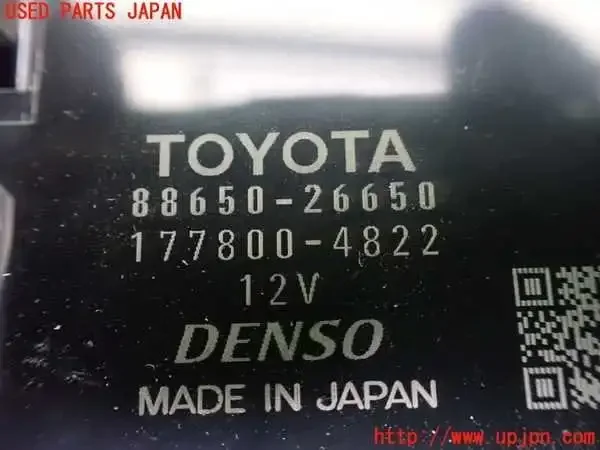 USED PARTS JAPAN
TOYOTA
88650-26650
177800-4822
12V
DENSO
MADE IN JAPAN
http://www.upjpn.com/